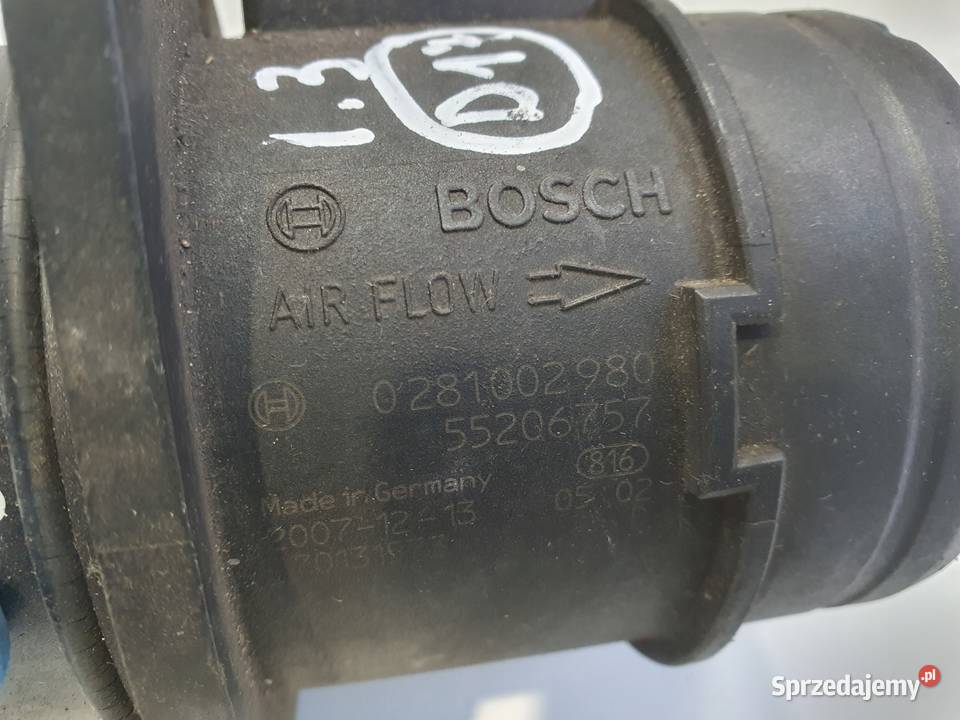 1.3
BOSCH
AIR FLOW
0 281 002 980
55206757
816
Made in Germany 05:02
2007-12-13
Sprzedajemy.pl